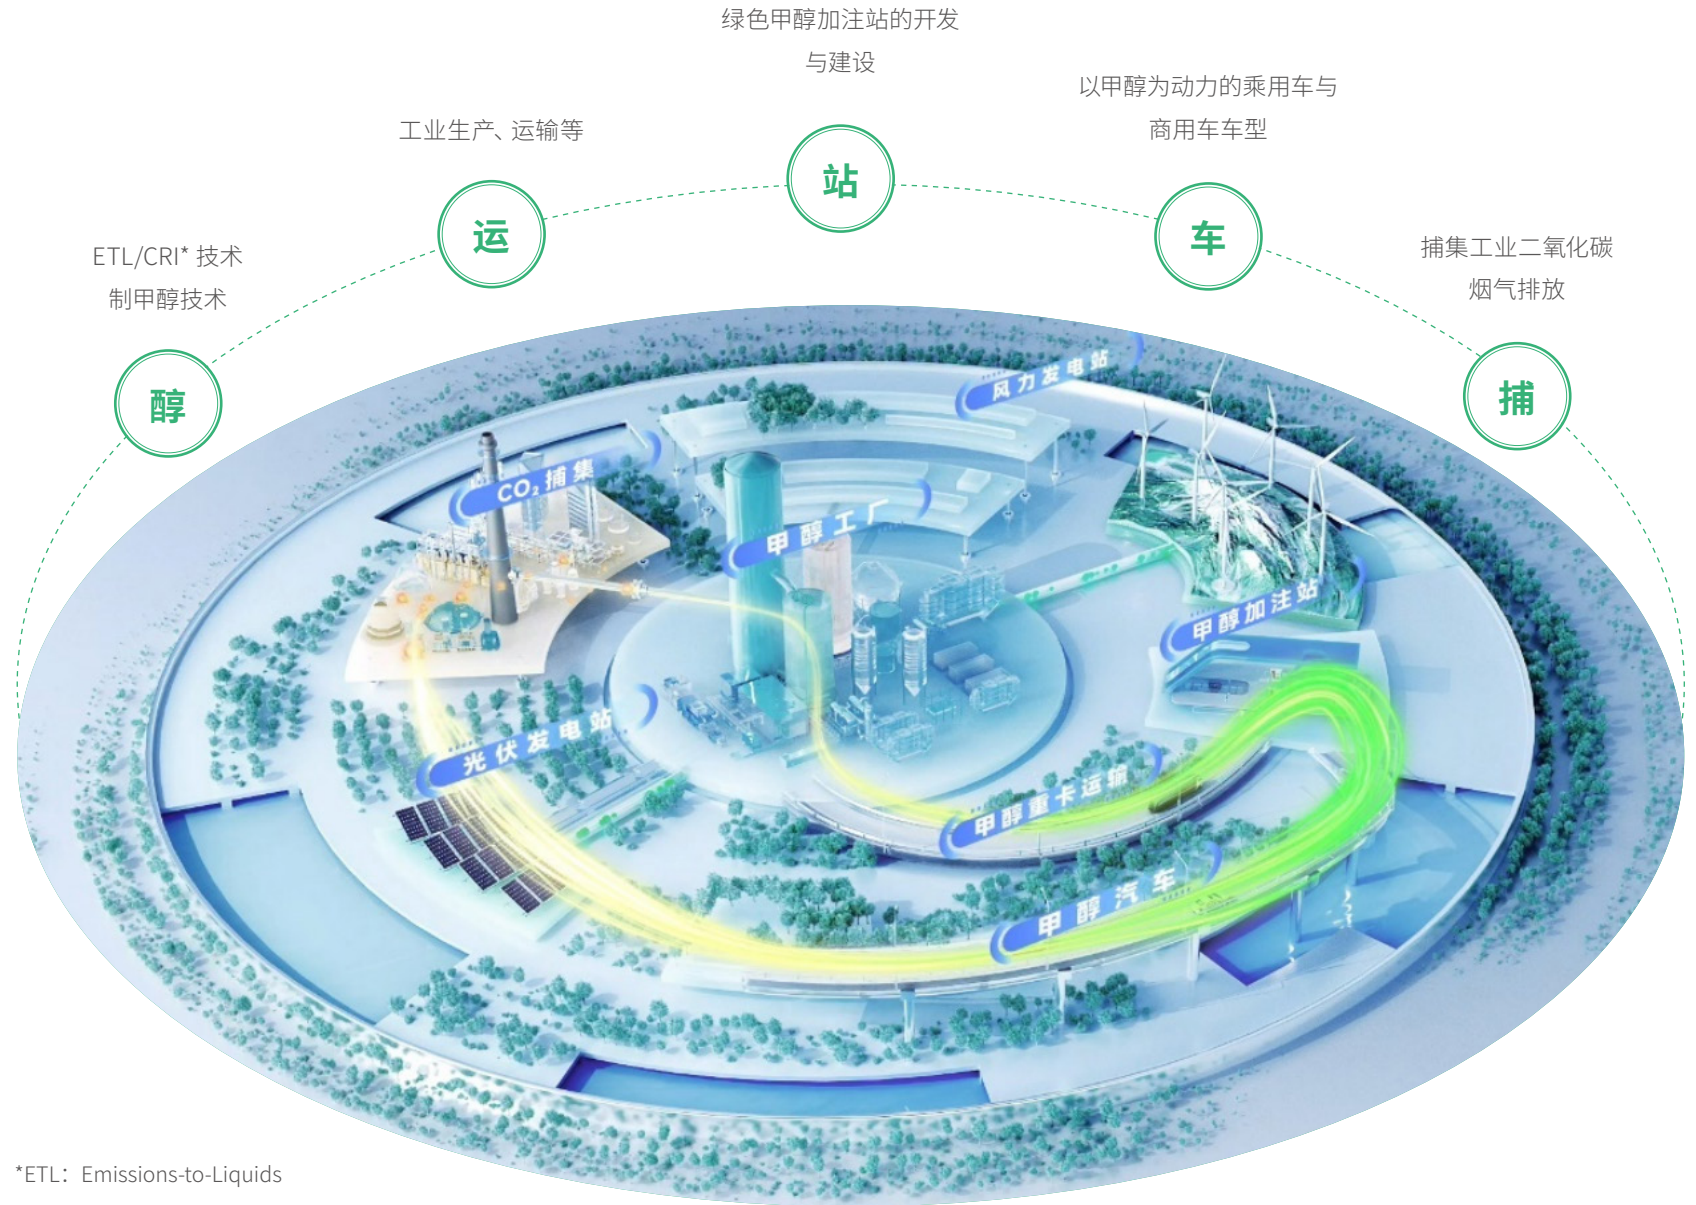 绿色甲醇加注站的开发
与建设
以甲醇为动力的乘用车与
商用车车型
工业生产、运输等
站
运
车
ETL/CRI* 技术
制甲醇技术
捕集工业二氧化碳
烟气排放
醇
捕
风力发电站
CO₂捕集
甲醇工厂
甲醇加注站
光伏发电站
甲醇重卡运输
甲醇汽车
*ETL：Emissions-to-Liquids